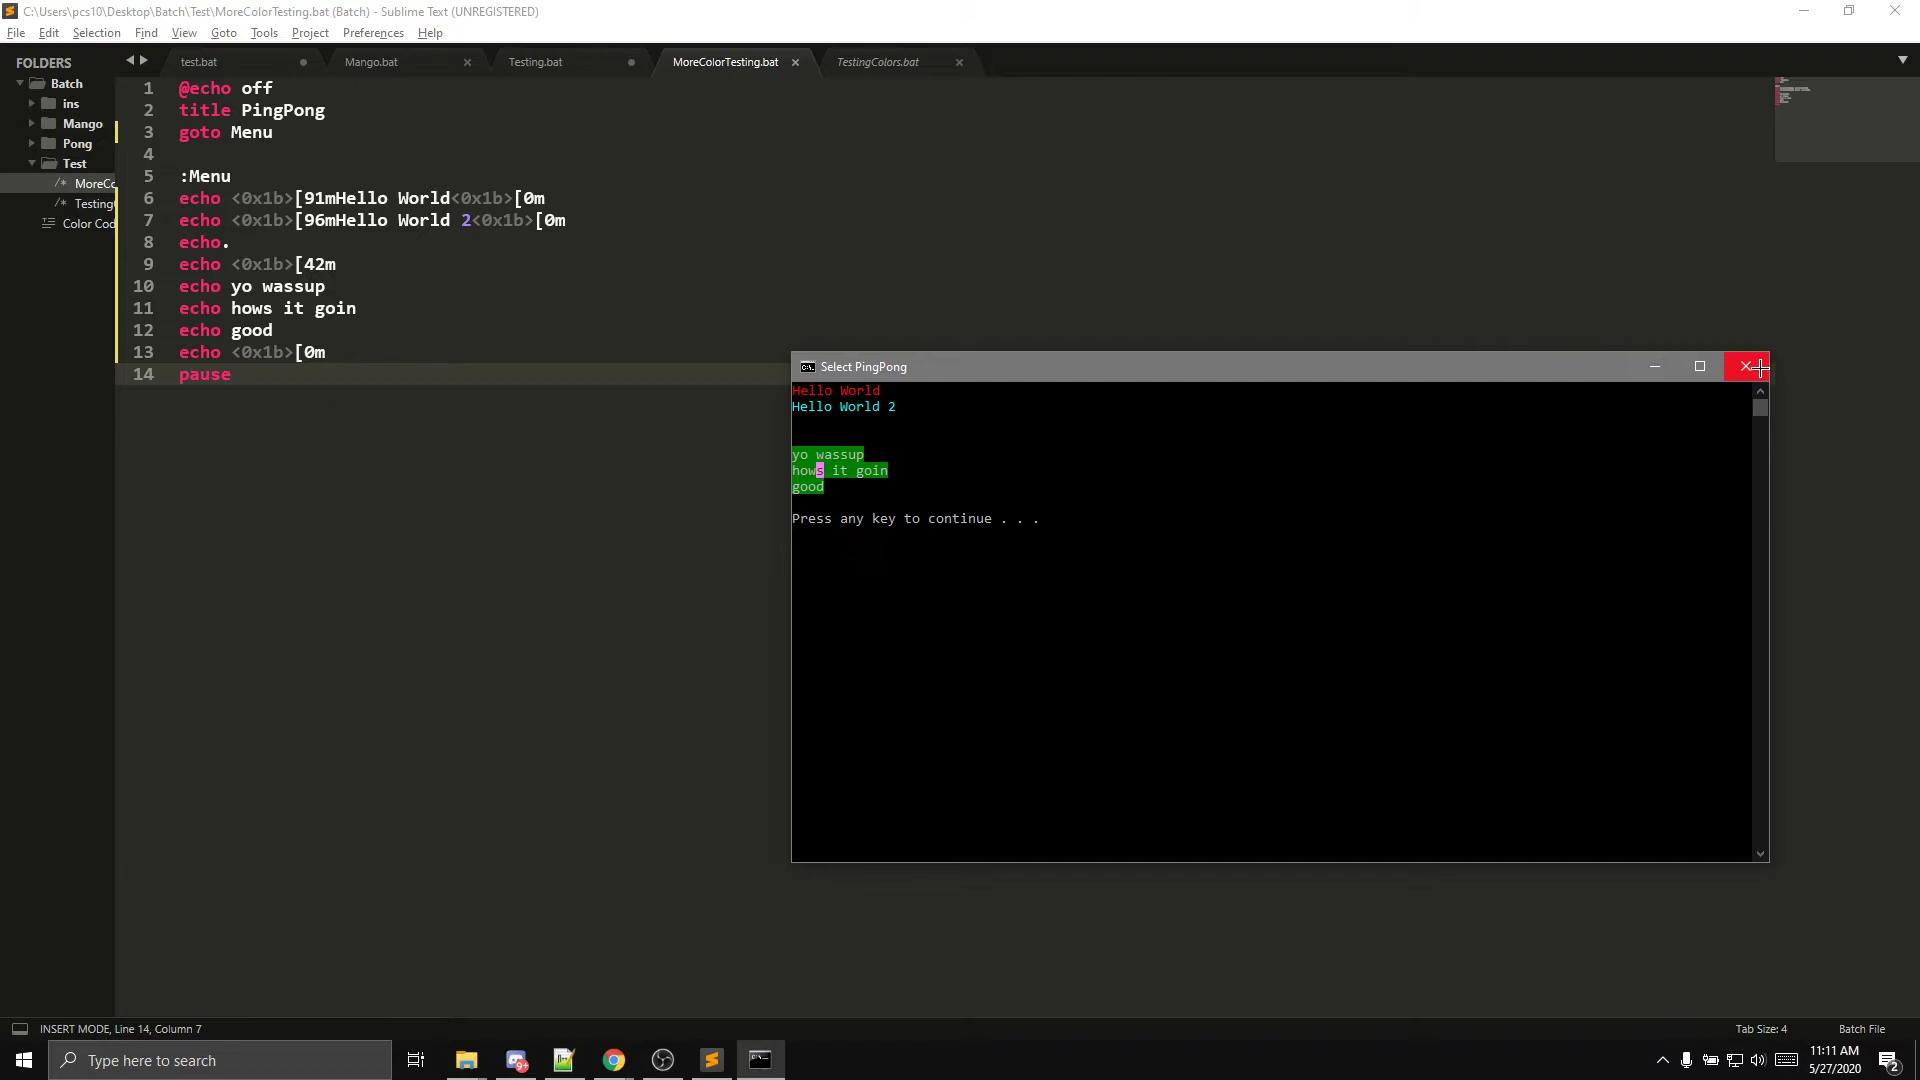 C:\Users\pcs10\Desktop\Batch\Test\MoreColorTesting.bat (Batch) - Sublime Text (UNREGISTERED)
File Edit Selection Find View Goto Tools Project Preferences Help
FOLDERS
Batch
ins
Mango
Pong
Test
/* MoreCo
/* Testing
Color Cod
test.bat Mango.bat Testing.bat MoreColorTesting.bat TestingColors.bat
1 @echo off
2 title PingPong
3 goto Menu
4
5 :Menu
6 echo <0x1b>[91mHello World<0x1b>[0m
7 echo <0x1b>[96mHello World 2<0x1b>[0m
8 echo.
9 echo <0x1b>[42m
10 echo yo wassup
11 echo hows it goin
12 echo good
13 echo <0x1b>[0m
14 pause
Select PingPong
Hello World
Hello World 2
yo wassup
hows it goin
good
Press any key to continue . . .
INSERT MODE, Line 14, Column 7
Tab Size: 4
Batch File
Type here to search
9+
11:11 AM
5/27/2020
2